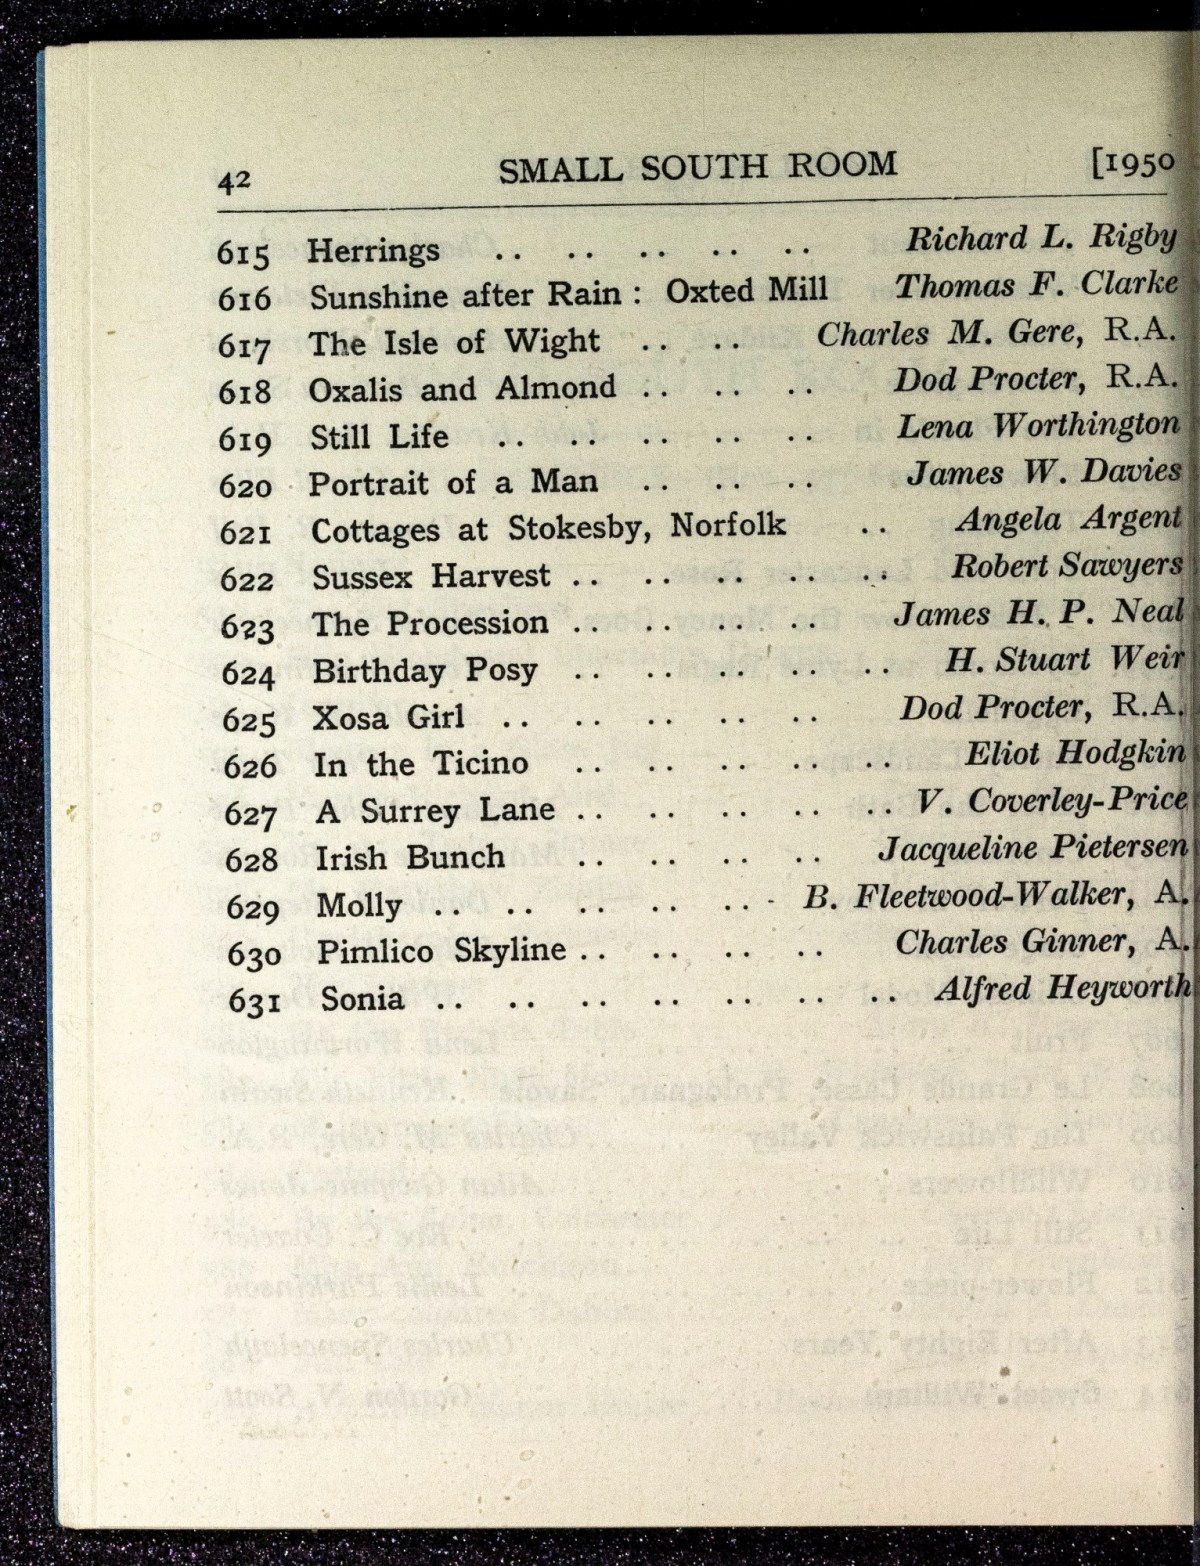 42 SMALL SOUTH ROOM [1950
615 Herrings .. .. .. .. .. Richard L. Rigby
616 Sunshine after Rain : Oxted Mill Thomas F. Clarke
617 The Isle of Wight .. .. Charles M. Gere, R.A.
618 Oxalis and Almond .. .. .. Dod Procter, R.A.
619 Still Life .. .. .. .. .. Lena Worthington
620 Portrait of a Man .. .. .. James W. Davies
621 Cottages at Stokesby, Norfolk .. Angela Argent
622 Sussex Harvest .. .. .. .. .. Robert Sawyers
623 The Procession .. .. .. .. James H. P. Neal
624 Birthday Posy .. .. .. .. .. H. Stuart Weir
625 Xosa Girl .. .. .. .. .. Dod Procter, R.A.
626 In the Ticino .. .. .. .. .. Eliot Hodgkin
627 A Surrey Lane .. .. .. .. .. V. Coverley-Price
628 Irish Bunch .. .. .. .. Jacqueline Pietersen
629 Molly .. .. .. .. .. B. Fleetwood-Walker, A.
630 Pimlico Skyline .. .. .. .. Charles Ginner, A.
631 Sonia .. .. .. .. .. .. .. Alfred Heyworth